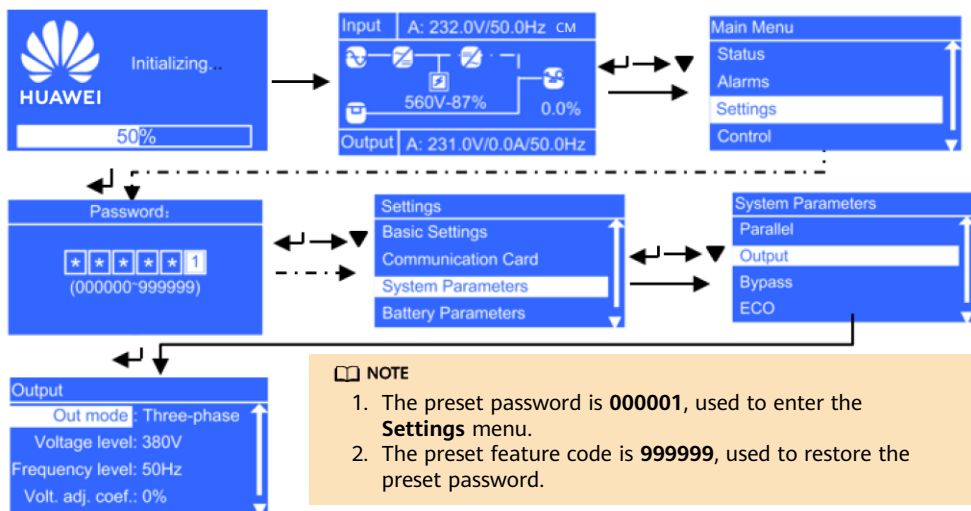 HUAWEI
Initializing...
50%
Input A: 232.0V/50.0Hz CM
560V-87%
0.0%
Output A: 231.0V/0.0A/50.0Hz
Main Menu
Status
Alarms
Settings
Control
Password:
* * * * * 1
(000000~999999)
Settings
Basic Settings
Communication Card
System Parameters
Battery Parameters
System Parameters
Parallel
Output
Bypass
ECO
Output
Out mode : Three-phase
Voltage level: 380V
Frequency level: 50Hz
Volt. adj. coef.: 0%
NOTE
1. The preset password is 000001, used to enter the
Settings menu.
2. The preset feature code is 999999, used to restore the
preset password.